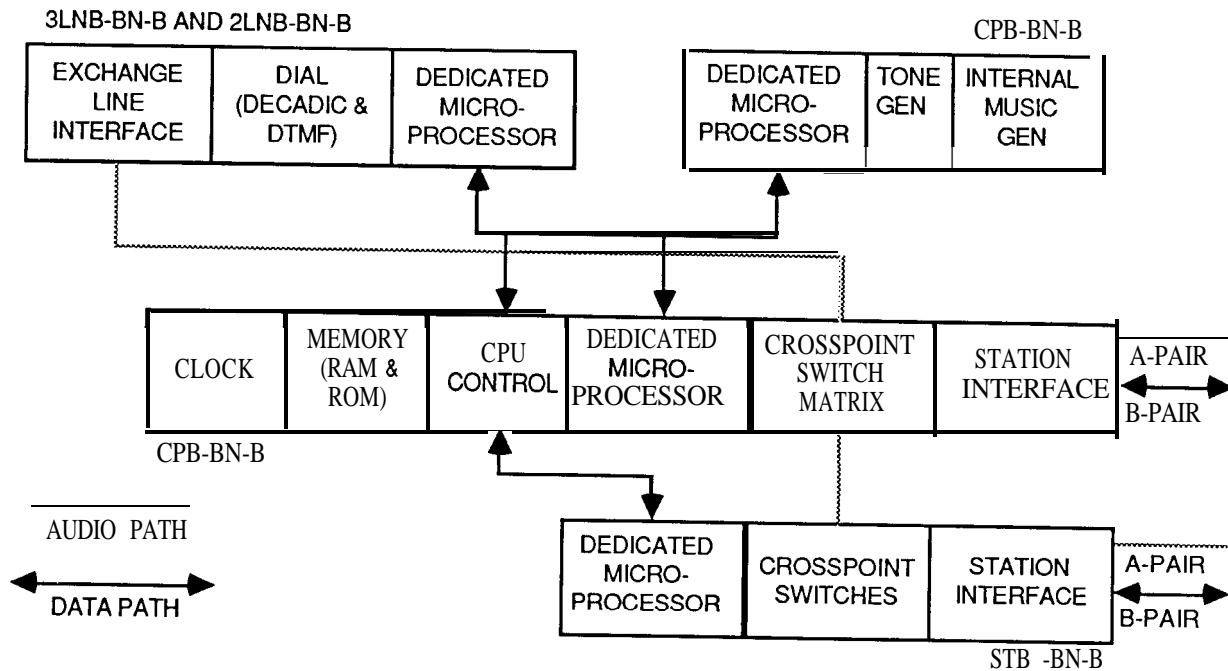 3LNB-BN-B AND 2LNB-BN-B
EXCHANGE
LINE
INTERFACE
DIAL
(DECADIC &
DTMF)
DEDICATED
MICRO-
PROCESSOR
CPB-BN-B
DEDICATED
MICRO-
PROCESSOR
TONE
GEN
INTERNAL
MUSIC
GEN
CLOCK
MEMORY
(RAM &
ROM)
CPU
CONTROL
DEDICATED
MICRO-
PROCESSOR
CROSSPOINT
SWITCH
MATRIX
STATION
INTERFACE
A-PAIR
B-PAIR
CPB-BN-B
AUDIO PATH
DATA PATH
DEDICATED
MICRO-
PROCESSOR
CROSSPOINT
SWITCHES
STATION
INTERFACE
A-PAIR
B-PAIR
STB -BN-B